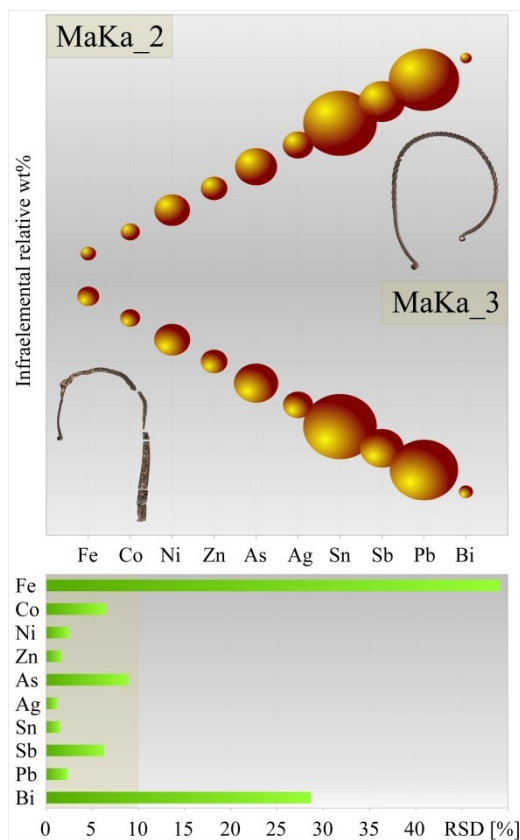 MaKa_2
Infraelemental relative wt%
MaKa_3
Fe Co Ni Zn As Ag Sn Sb Pb Bi
Fe
Co
Ni
Zn
As
Ag
Sn
Sb
Pb
Bi
0 5 10 15 20 25 30 35 40 RSD [%]